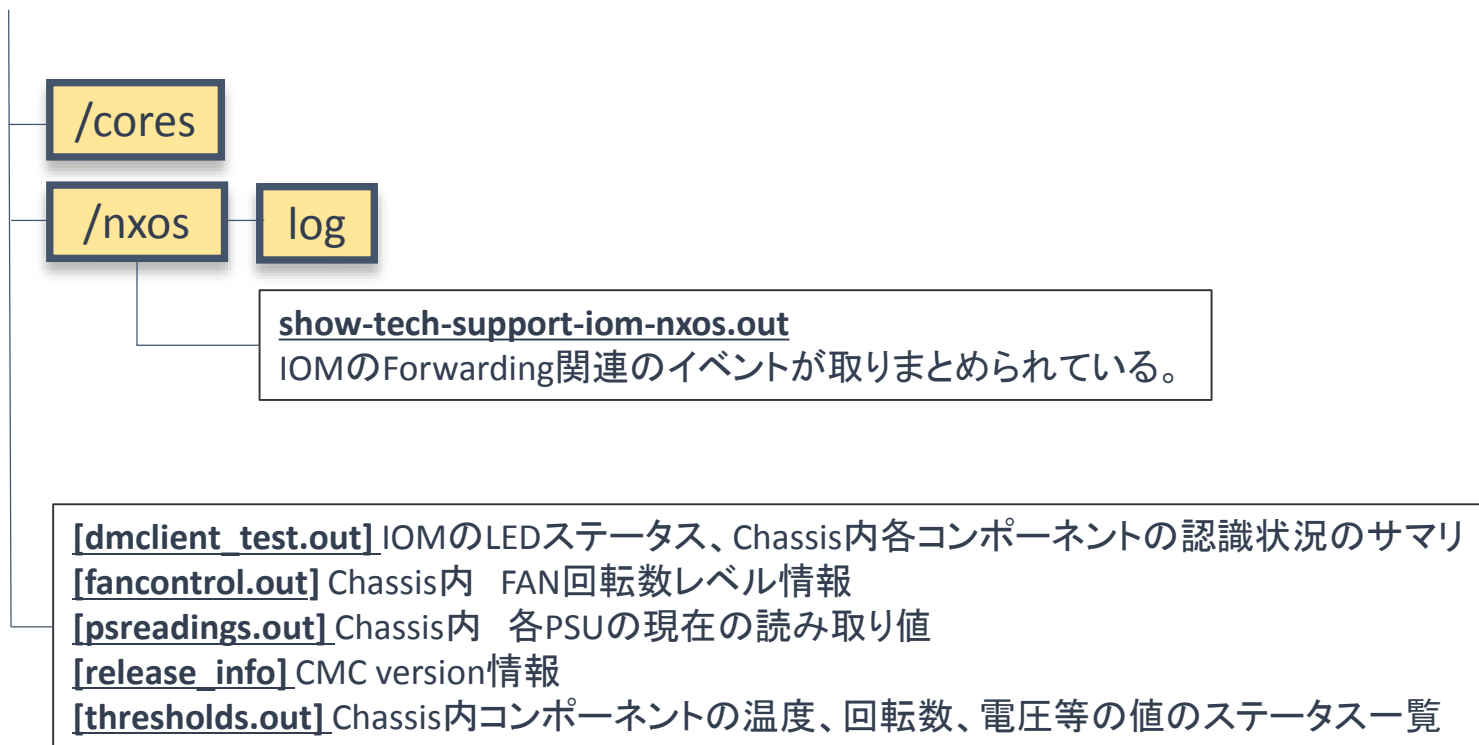 /cores
/nxos
log
show-tech-support-iom-nxos.out
IOMのForwarding関連のイベントが取りまとめられている。
[dmclient_test.out] IOMのLEDステータス、Chassis内各コンポーネントの認識状況のサマリ
[fancontrol.out] Chassis内　FAN回転数レベル情報
[psreadings.out] Chassis内　各PSUの現在の読み取り値
[release_info] CMC version情報
[thresholds.out] Chassis内コンポーネントの温度、回転数、電圧等の値のステータス一覧